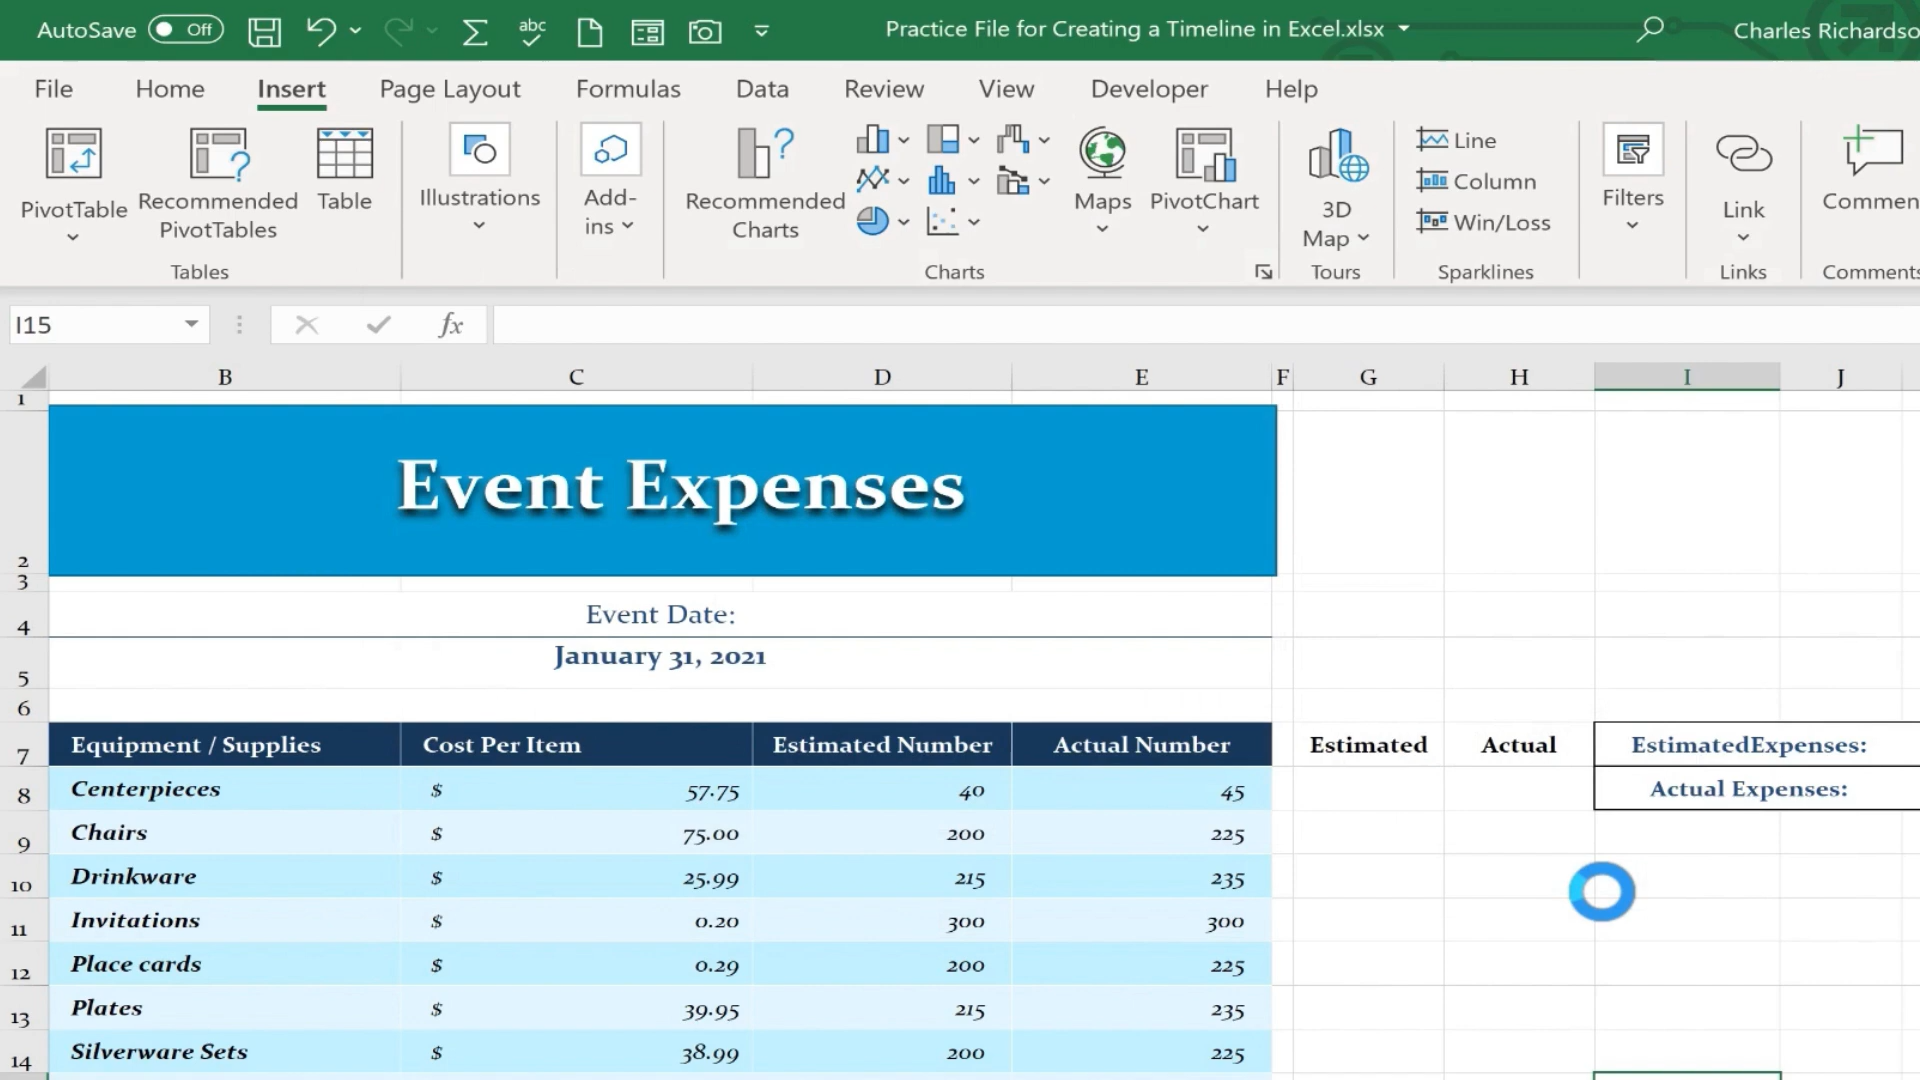 AutoSave Off abc Practice File for Creating a Timeline in Excel.xlsx Charles Richardso
File Home Insert Page Layout Formulas Data Review View Developer Help
PivotTable Recommended PivotTables Table Illustrations Add-ins Recommended Charts Maps PivotChart 3D Map Line Column Win/Loss Filters Link Commen
Tables Charts Tours Sparklines Links Comments
I15 fx
B C D E F G H I J
1
2 Event Expenses
3
4 Event Date:
5 January 31, 2021
6
7 Equipment / Supplies Cost Per Item Estimated Number Actual Number Estimated Actual EstimatedExpenses:
8 Centerpieces $ 57.75 40 45 Actual Expenses:
9 Chairs $ 75.00 200 225
10 Drinkware $ 25.99 215 235
11 Invitations $ 0.20 300 300
12 Place cards $ 0.29 200 225
13 Plates $ 39.95 215 235
14 Silverware Sets $ 38.99 200 225